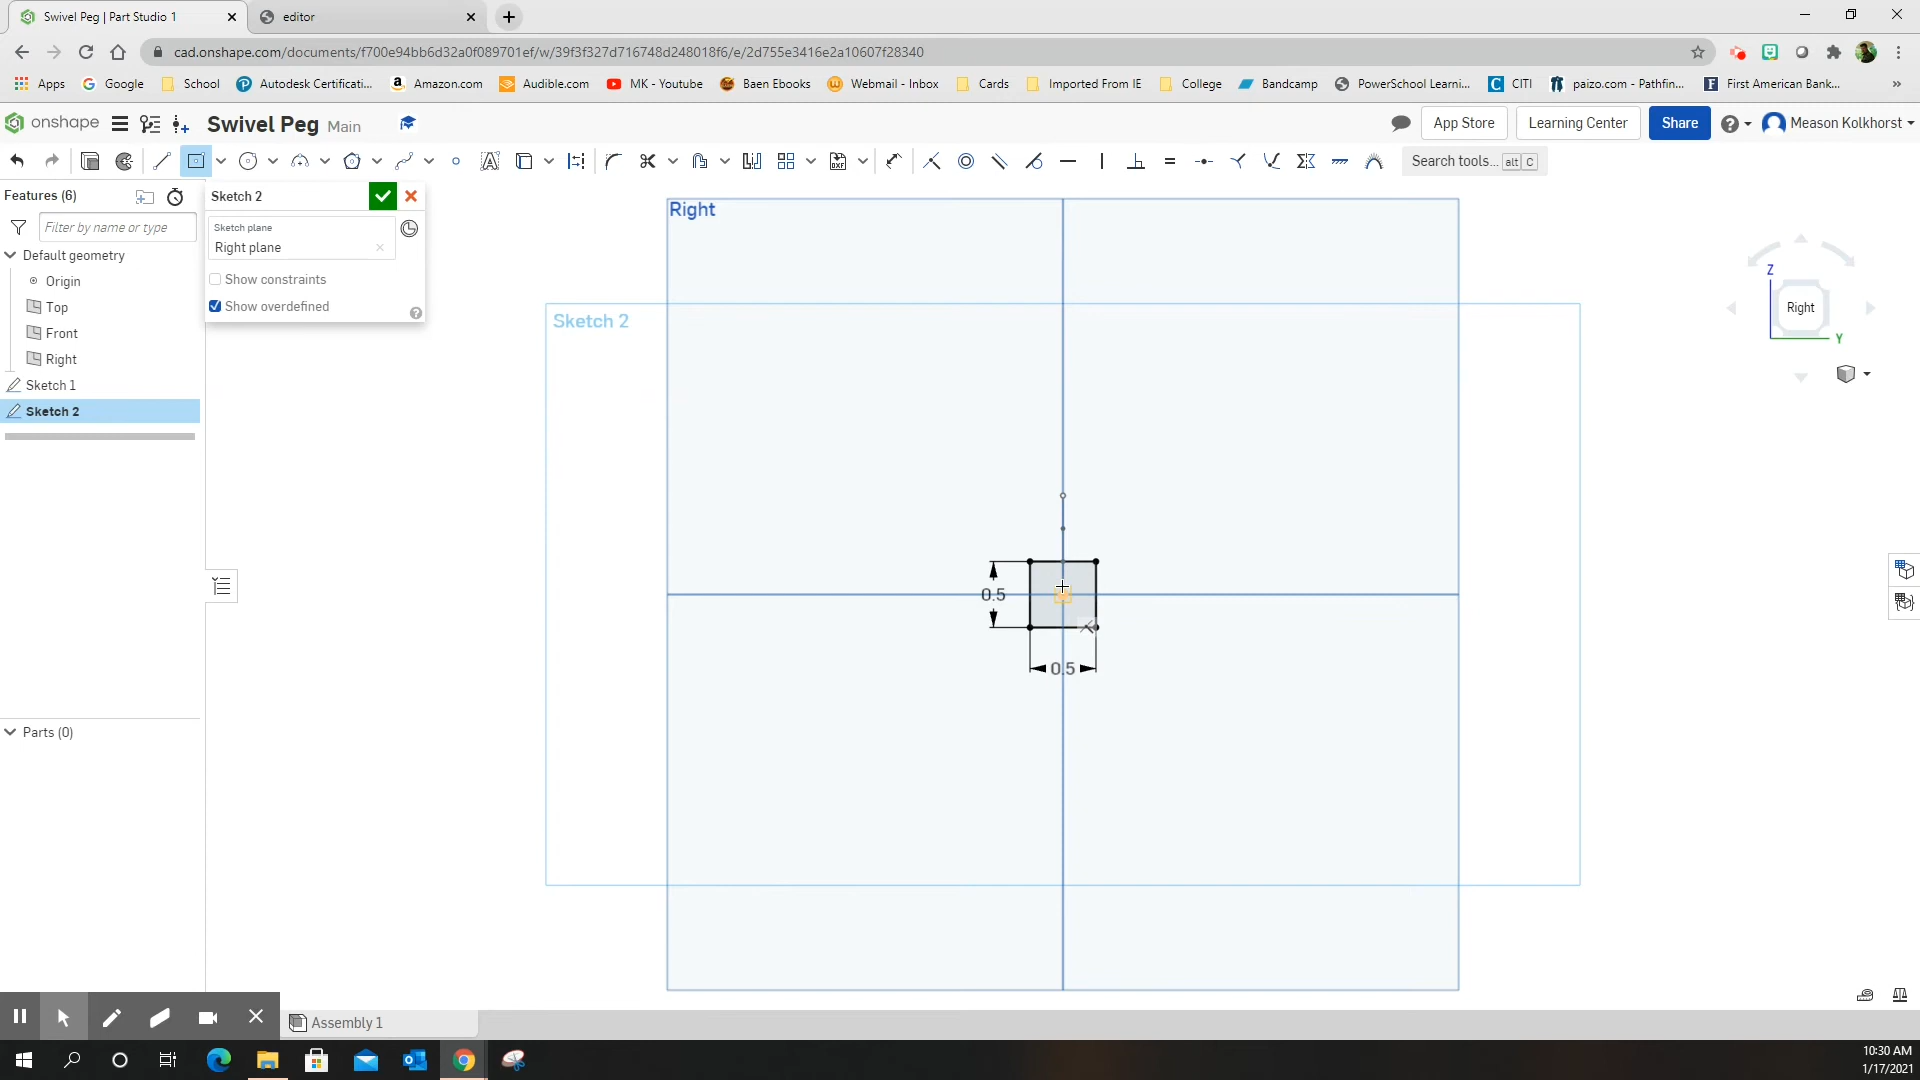 Swivel Peg | Part Studio 1
editor
cad.onshape.com/documents/f700e94bb6d32a0f089701ef/w/39f3f327d716748d248018f6/e/2d755e3416e2a10607f28340
Apps Google School Autodesk Certificati... Amazon.com Audible.com MK - Youtube Baen Ebooks Webmail - Inbox Cards Imported From IE College Bandcamp PowerSchool Learni... CITI paizo.com - Pathfin... First American Bank... »
onshape Swivel Peg Main App Store Learning Center Share Meason Kolkhorst
Search tools... alt C
Features (6)
Filter by name or type
Default geometry
Origin
Top
Front
Right
Sketch 1
Sketch 2
Parts (0)
Sketch 2
Sketch plane
Right plane
Show constraints
Show overdefined
Right
Sketch 2
0.5
0.5
Z
Right
Y
Assembly 1
10:30 AM
1/17/2021